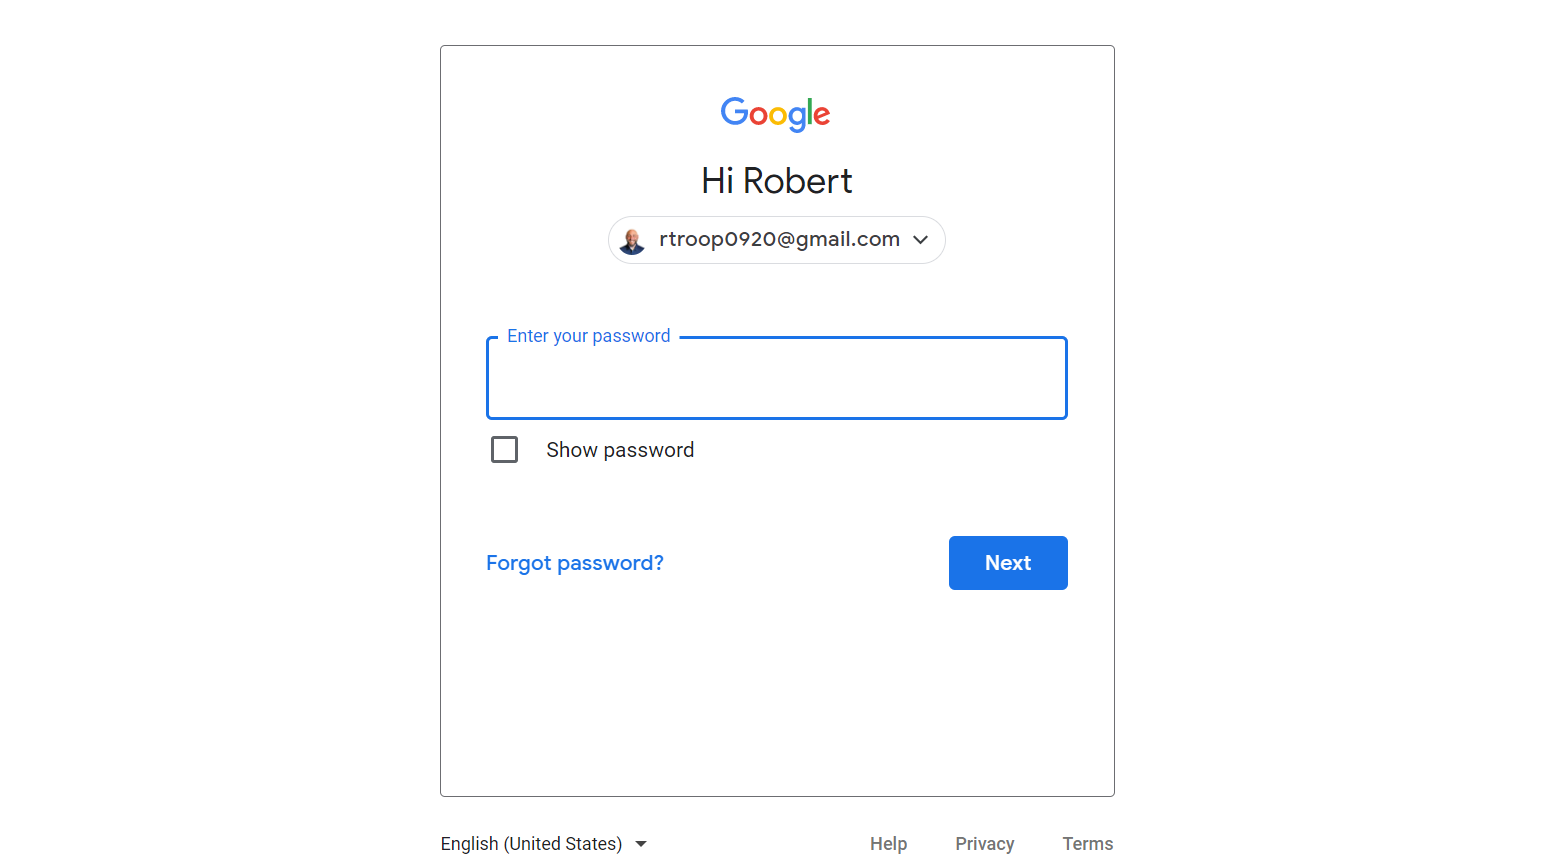 Google
Hi Robert
rtroop0920@gmail.com
Enter your password
Show password
Forgot password?
Next
English (United States)
Help
Privacy
Terms